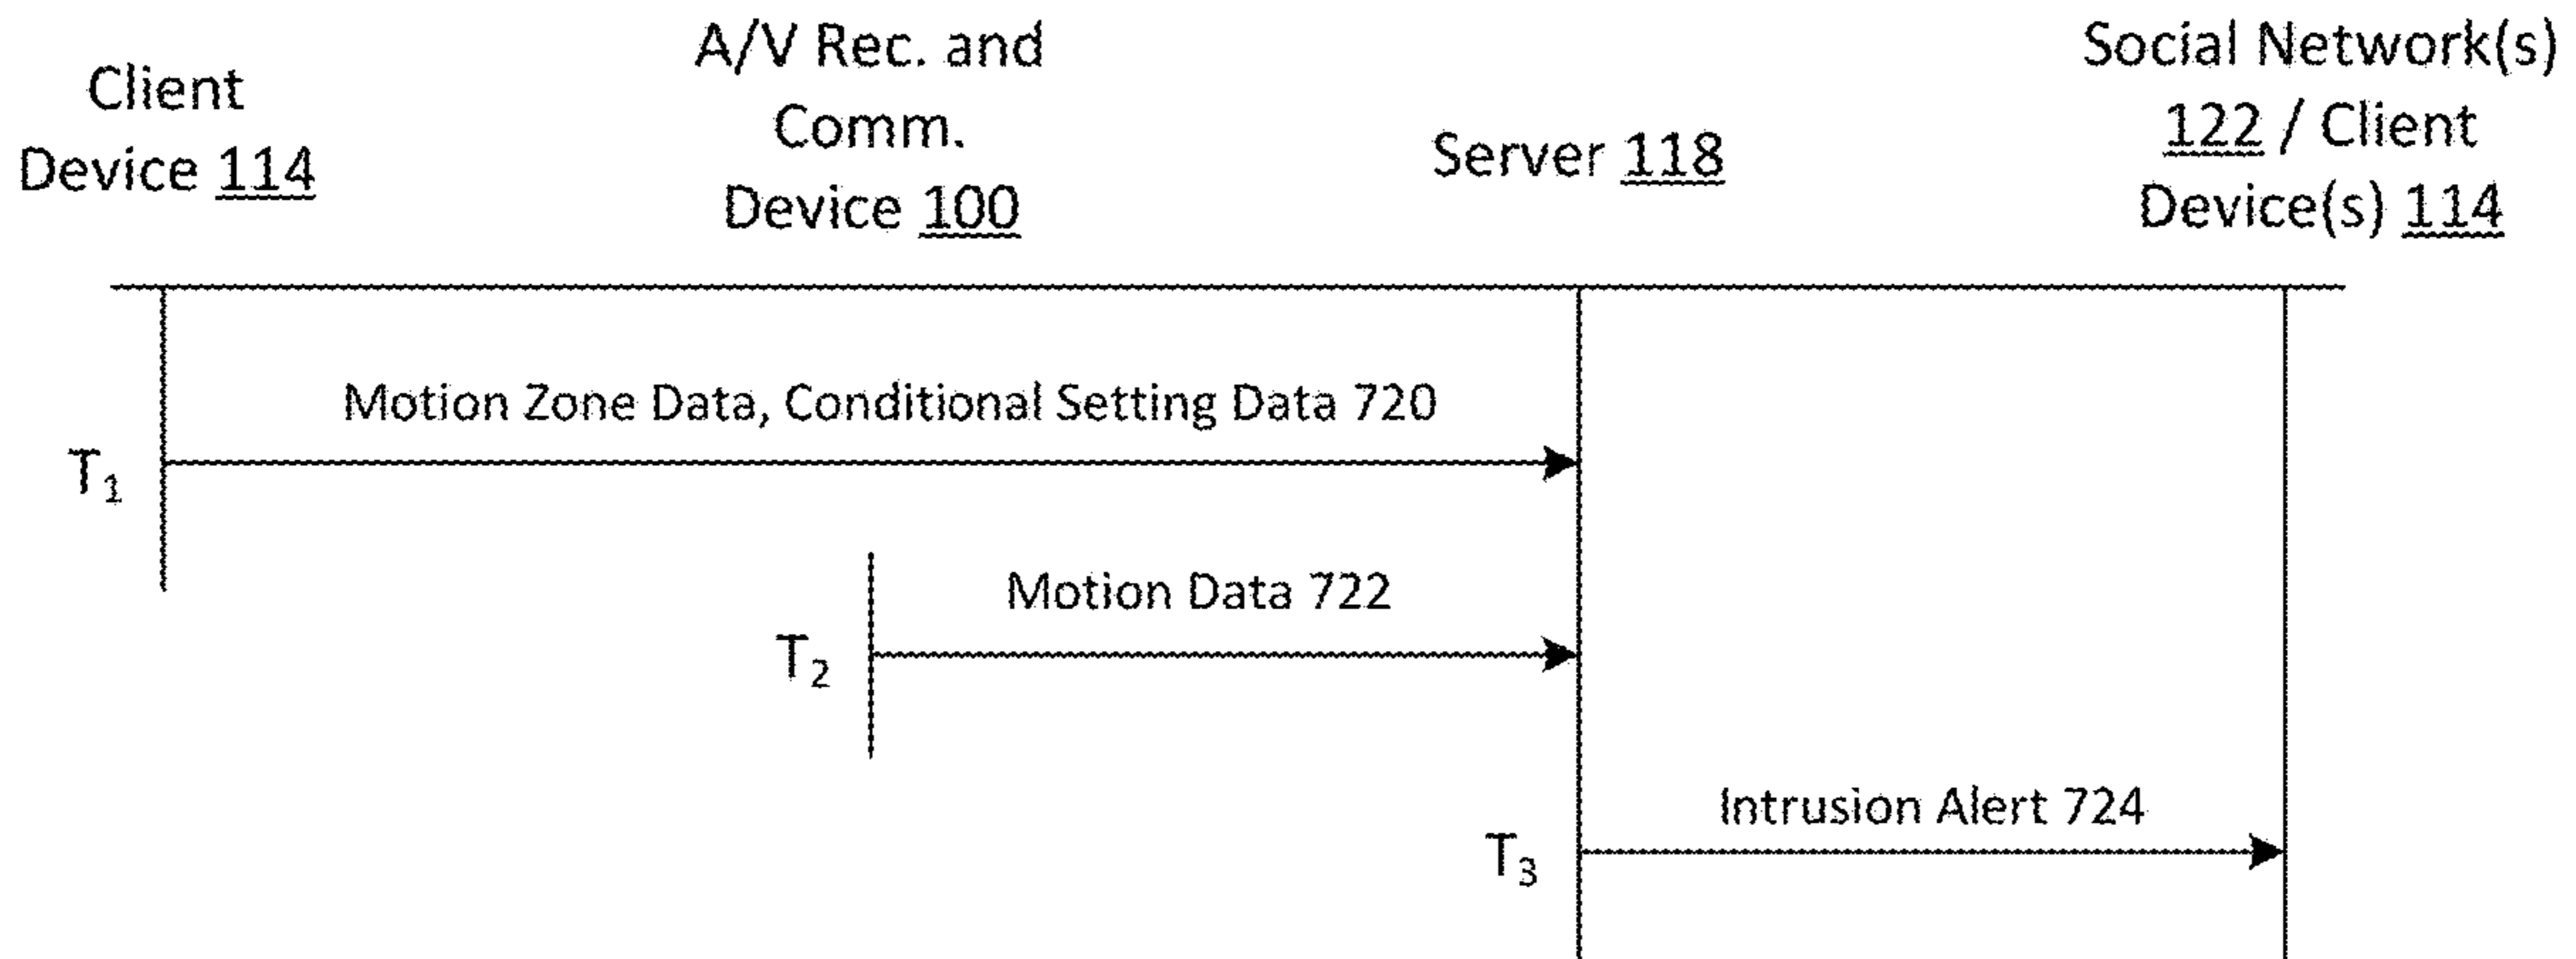 Client
Device 114
A/V Rec. and
Comm.
Device 100
Server 118
Social Network(s)
122 / Client
Device(s) 114
Motion Zone Data, Conditional Setting Data 720
T1
Motion Data 722
T2
Intrusion Alert 724
T3